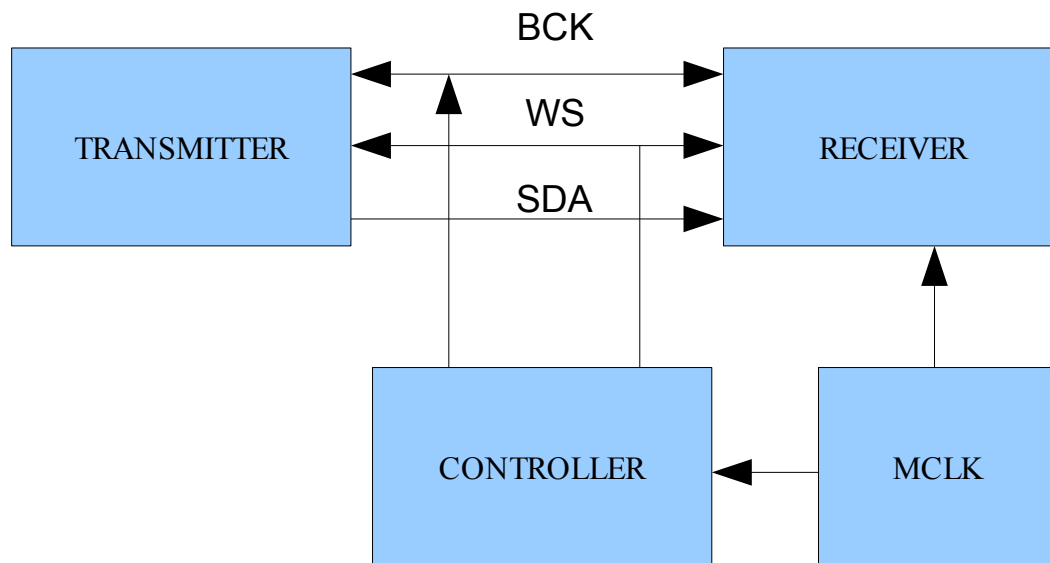 BCK
WS
TRANSMITTER
RECEIVER
SDA
CONTROLLER
MCLK